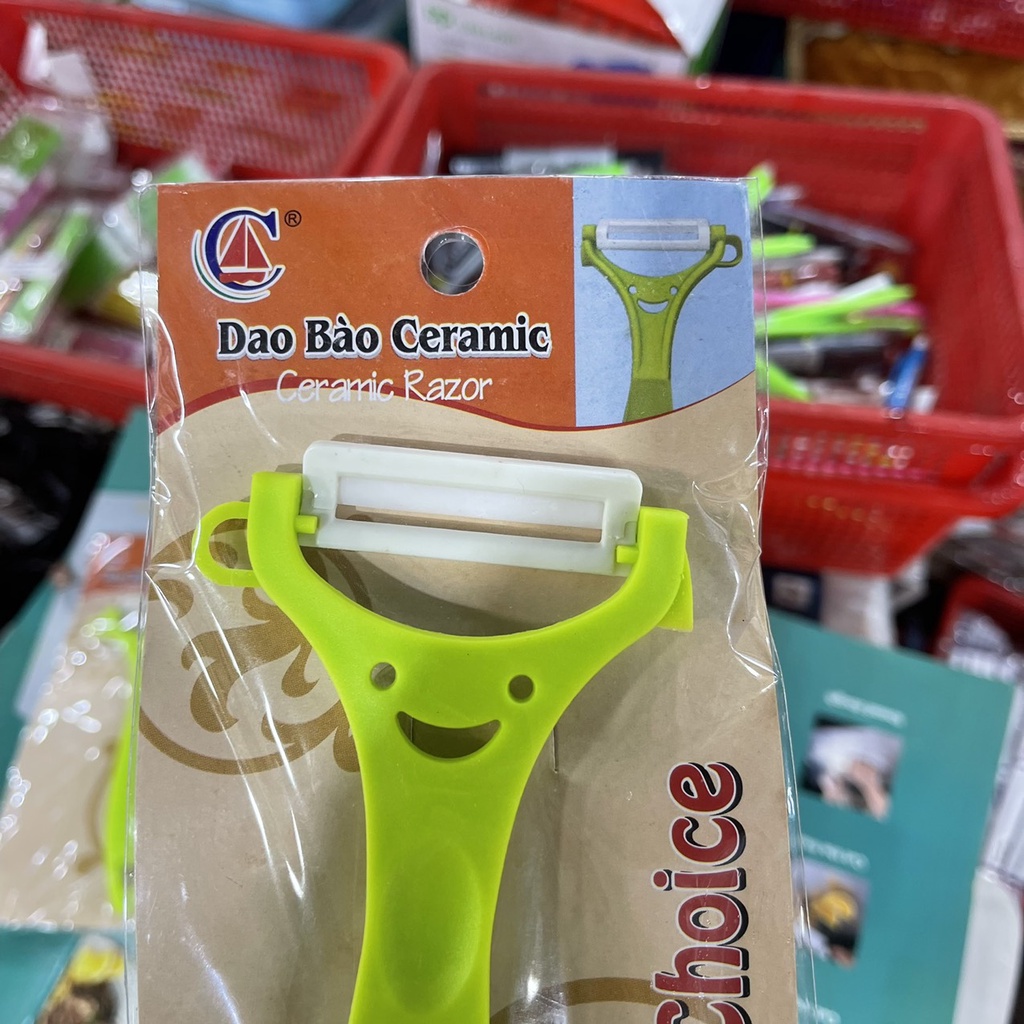 C ®
Dao Bào Ceramic
Ceramic Razor
Choice